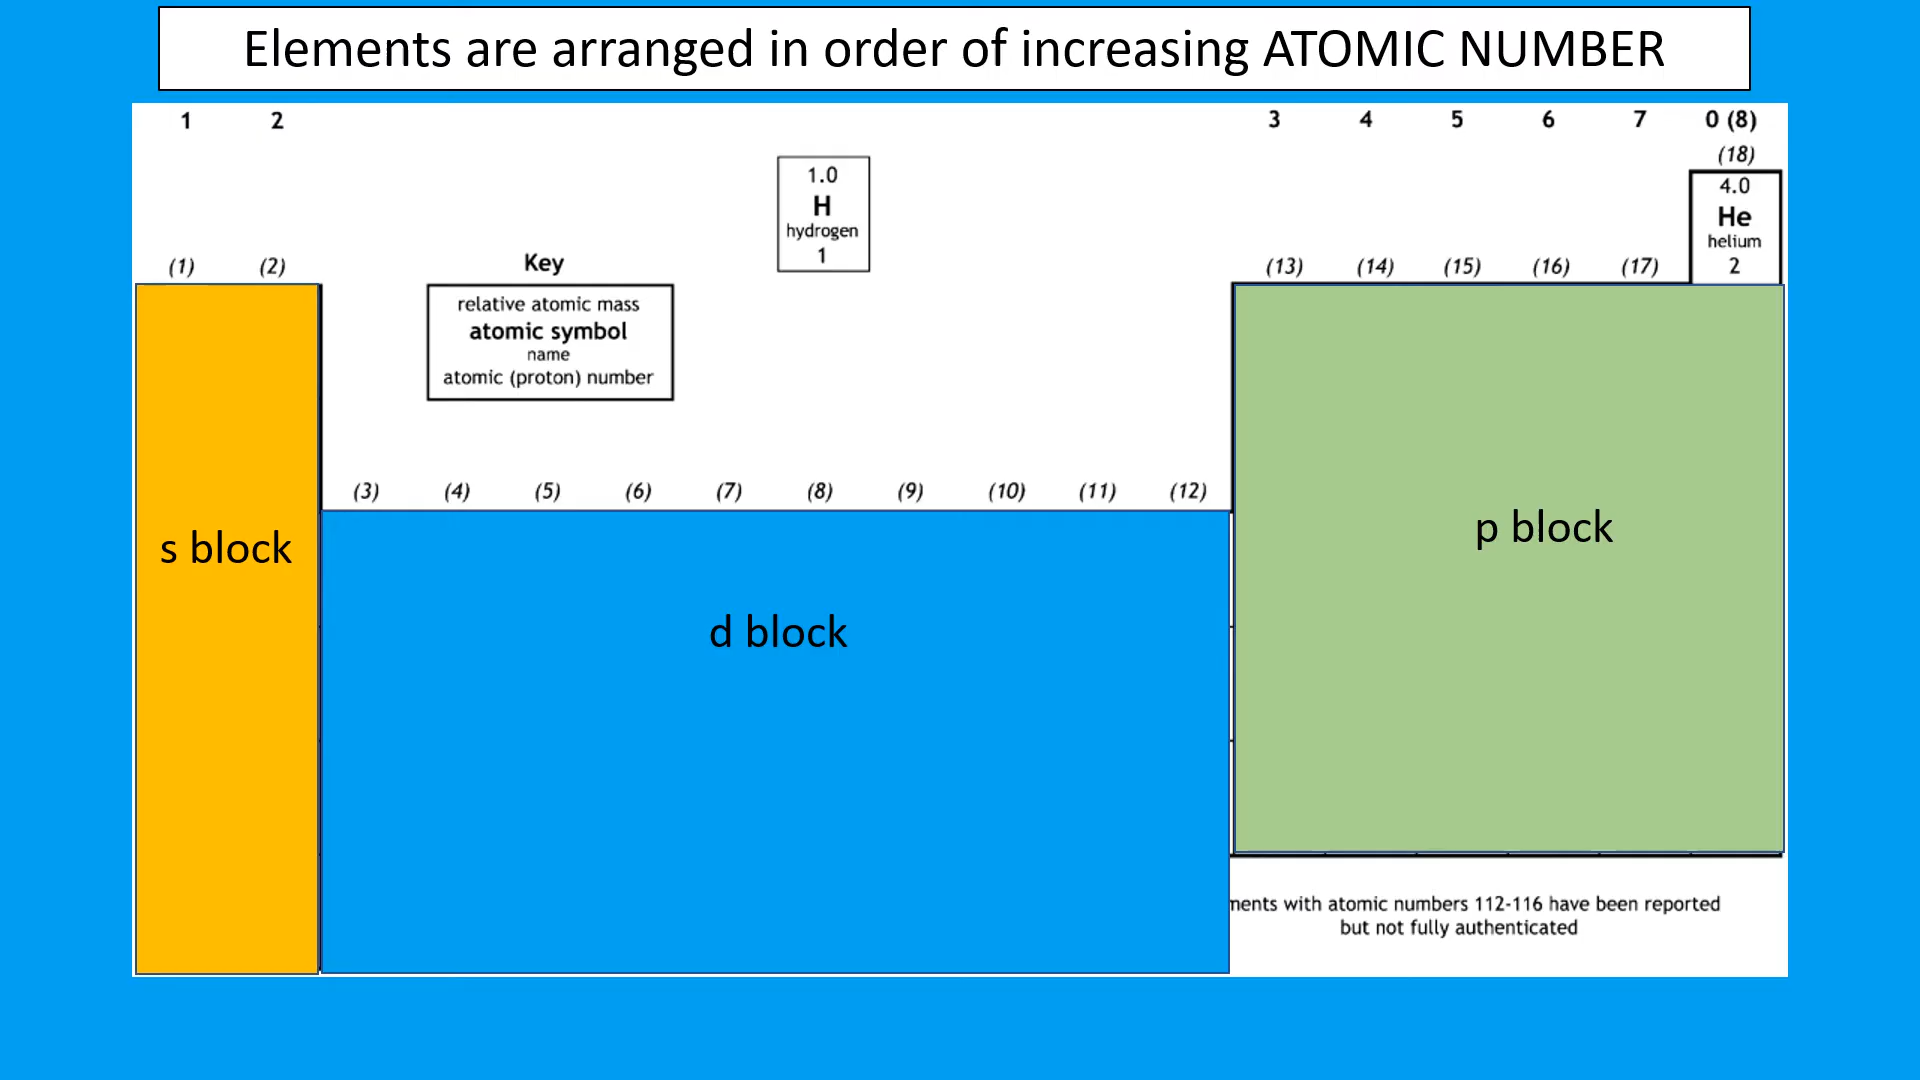 Elements are arranged in order of increasing ATOMIC NUMBER
1 2 3 4 5 6 7 0 (8)
(18)
1.0
H
hydrogen
1
4.0
He
helium
2
(1) (2) (13) (14) (15) (16) (17)
Key
relative atomic mass
atomic symbol
name
atomic (proton) number
(3) (4) (5) (6) (7) (8) (9) (10) (11) (12)
s block
d block
p block
with atomic numbers 112-116 have been reported
but not fully authenticated